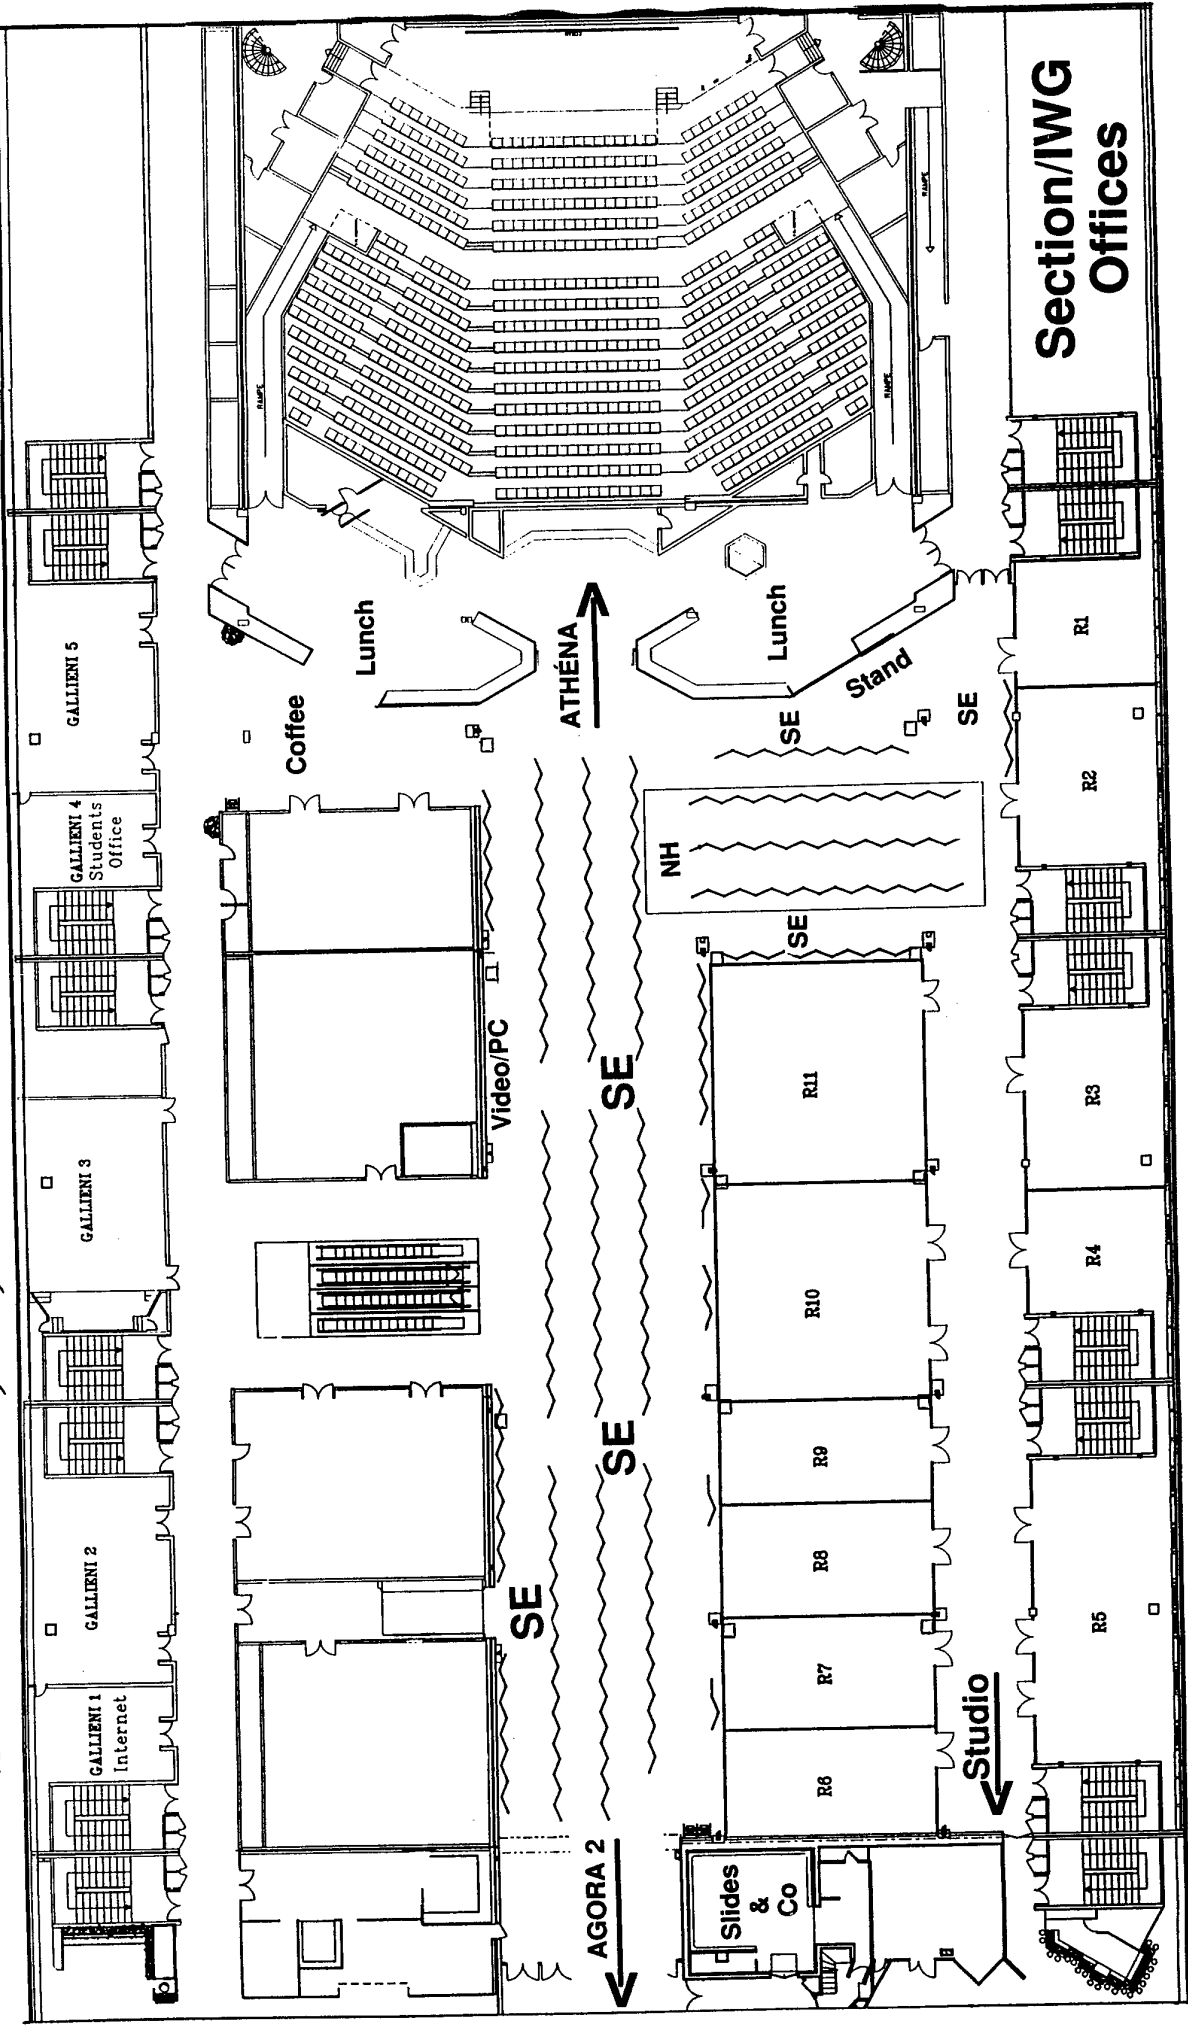 Section/IWG
Offices
RAMPE
RAMPE
RAMPE
GALLIENI 5
GALLIENI 4
Students
Office
GALLIENI 3
GALLIENI 2
GALLIENI 1
Internet
Coffee
Lunch
ATHÉNA
Lunch
Stand
SE
SE
NH
SE
Video/PC
SE
SE
SE
AGORA 2
Slides
&
Co
Studio
R1
R2
R3
R4
R5
R6
R7
R8
R9
R10
R11